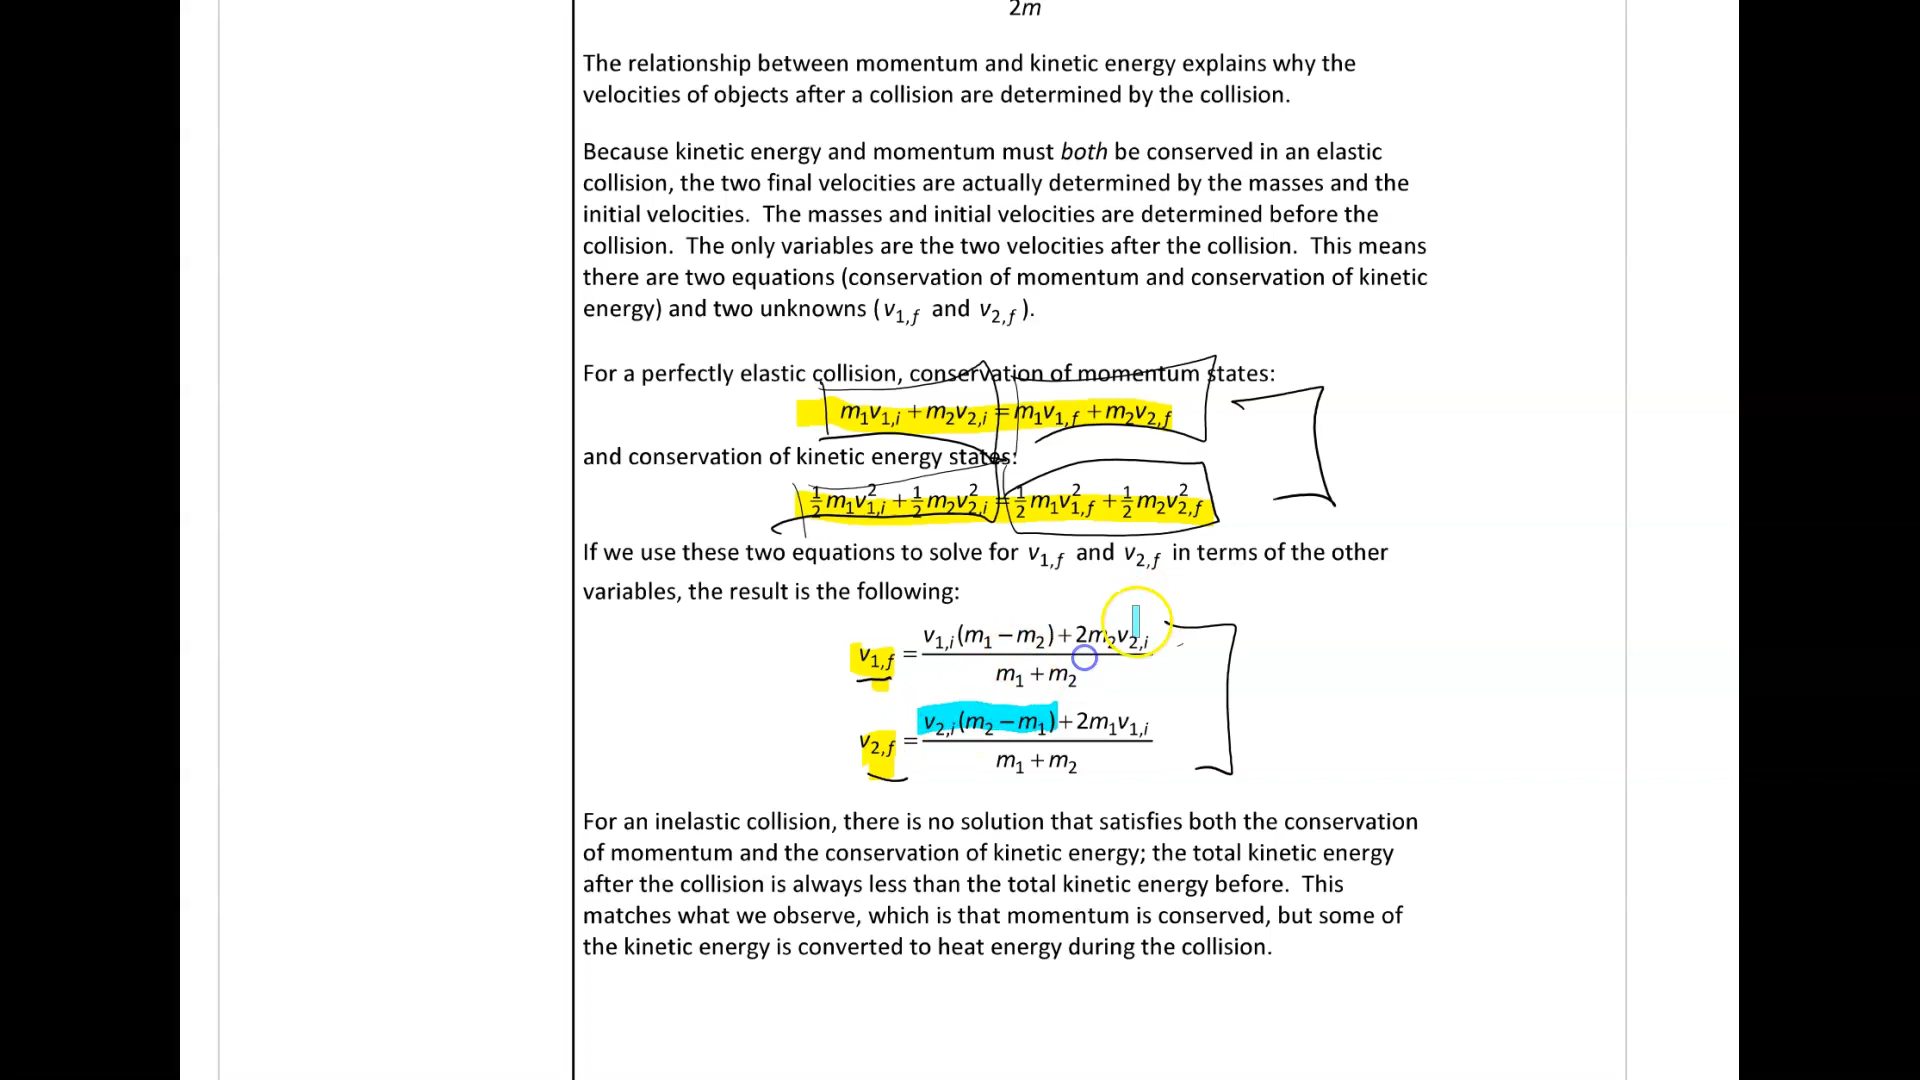 2m
The relationship between momentum and kinetic energy explains why the
velocities of objects after a collision are determined by the collision.
Because kinetic energy and momentum must both be conserved in an elastic
collision, the two final velocities are actually determined by the masses and the
initial velocities.  The masses and initial velocities are determined before the
collision.  The only variables are the two velocities after the collision.  This means
there are two equations (conservation of momentum and conservation of kinetic
energy) and two unknowns (v₁,f and v₂,f ).
For a perfectly elastic collision, conservation of momentum states:
m₁v₁,ᵢ + m₂v₂,ᵢ = m₁v₁,f + m₂v₂,f
and conservation of kinetic energy states:
½m₁v²₁,ᵢ + ½m₂v²₂,ᵢ = ½m₁v²₁,f + ½m₂v²₂,f
If we use these two equations to solve for v₁,f and v₂,f in terms of the other
variables, the result is the following:
v₁,f = (v₁,ᵢ(m₁ − m₂) + 2m₂v₂,ᵢ) / (m₁ + m₂)
v₂,f = (v₂,ᵢ(m₂ − m₁) + 2m₁v₁,ᵢ) / (m₁ + m₂)
For an inelastic collision, there is no solution that satisfies both the conservation
of momentum and the conservation of kinetic energy; the total kinetic energy
after the collision is always less than the total kinetic energy before.  This
matches what we observe, which is that momentum is conserved, but some of
the kinetic energy is converted to heat energy during the collision.